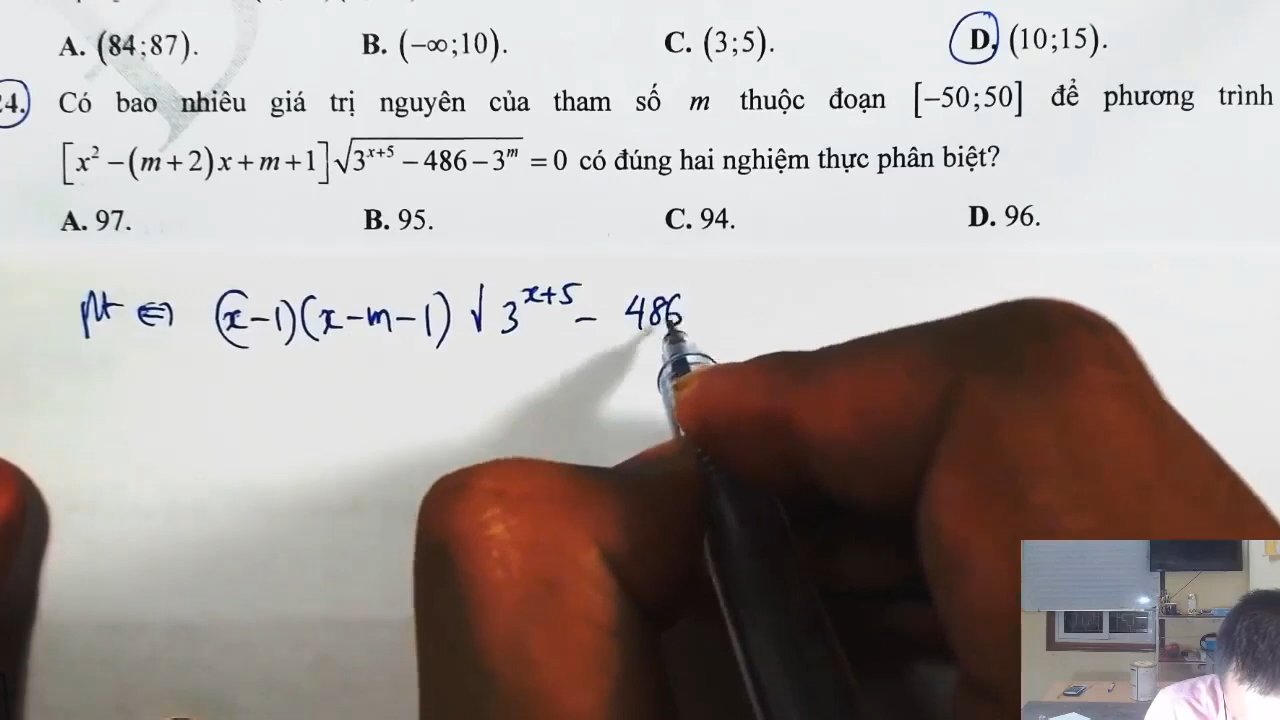 A. (84;87). B. (−∞;10). C. (3;5). D. (10;15).
24. Có bao nhiêu giá trị nguyên của tham số m thuộc đoạn [−50;50] để phương trình
[x² −(m+2)x+m+1]√(3^{x+5} −486−3^m) = 0 có đúng hai nghiệm thực phân biệt?
A. 97. B. 95. C. 94. D. 96.
pt ⇔ (x−1)(x−m−1) √ 3^{x+5} − 486